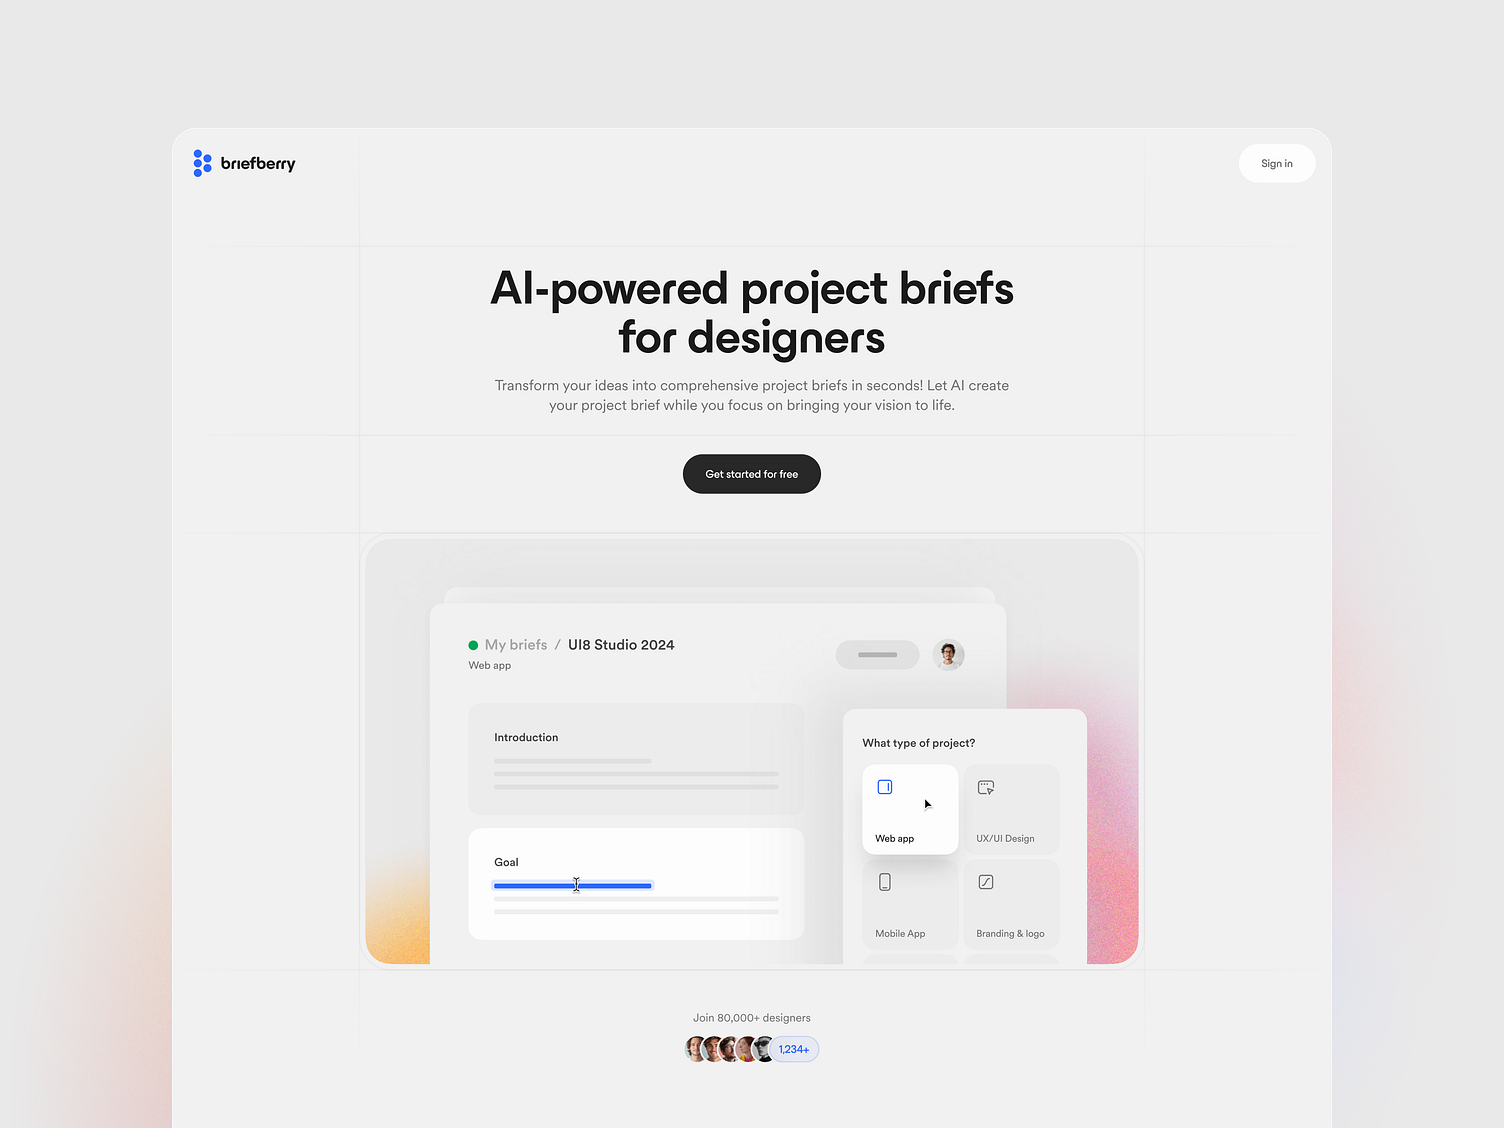 briefberry
Sign in
AI-powered project briefs
for designers
Transform your ideas into comprehensive project briefs in seconds! Let AI create
your project brief while you focus on bringing your vision to life.
Get started for free
My briefs / UI8 Studio 2024
Web app
Introduction
Goal
What type of project?
Web app
UX/UI Design
Mobile App
Branding & logo
Join 80,000+ designers
1,234+